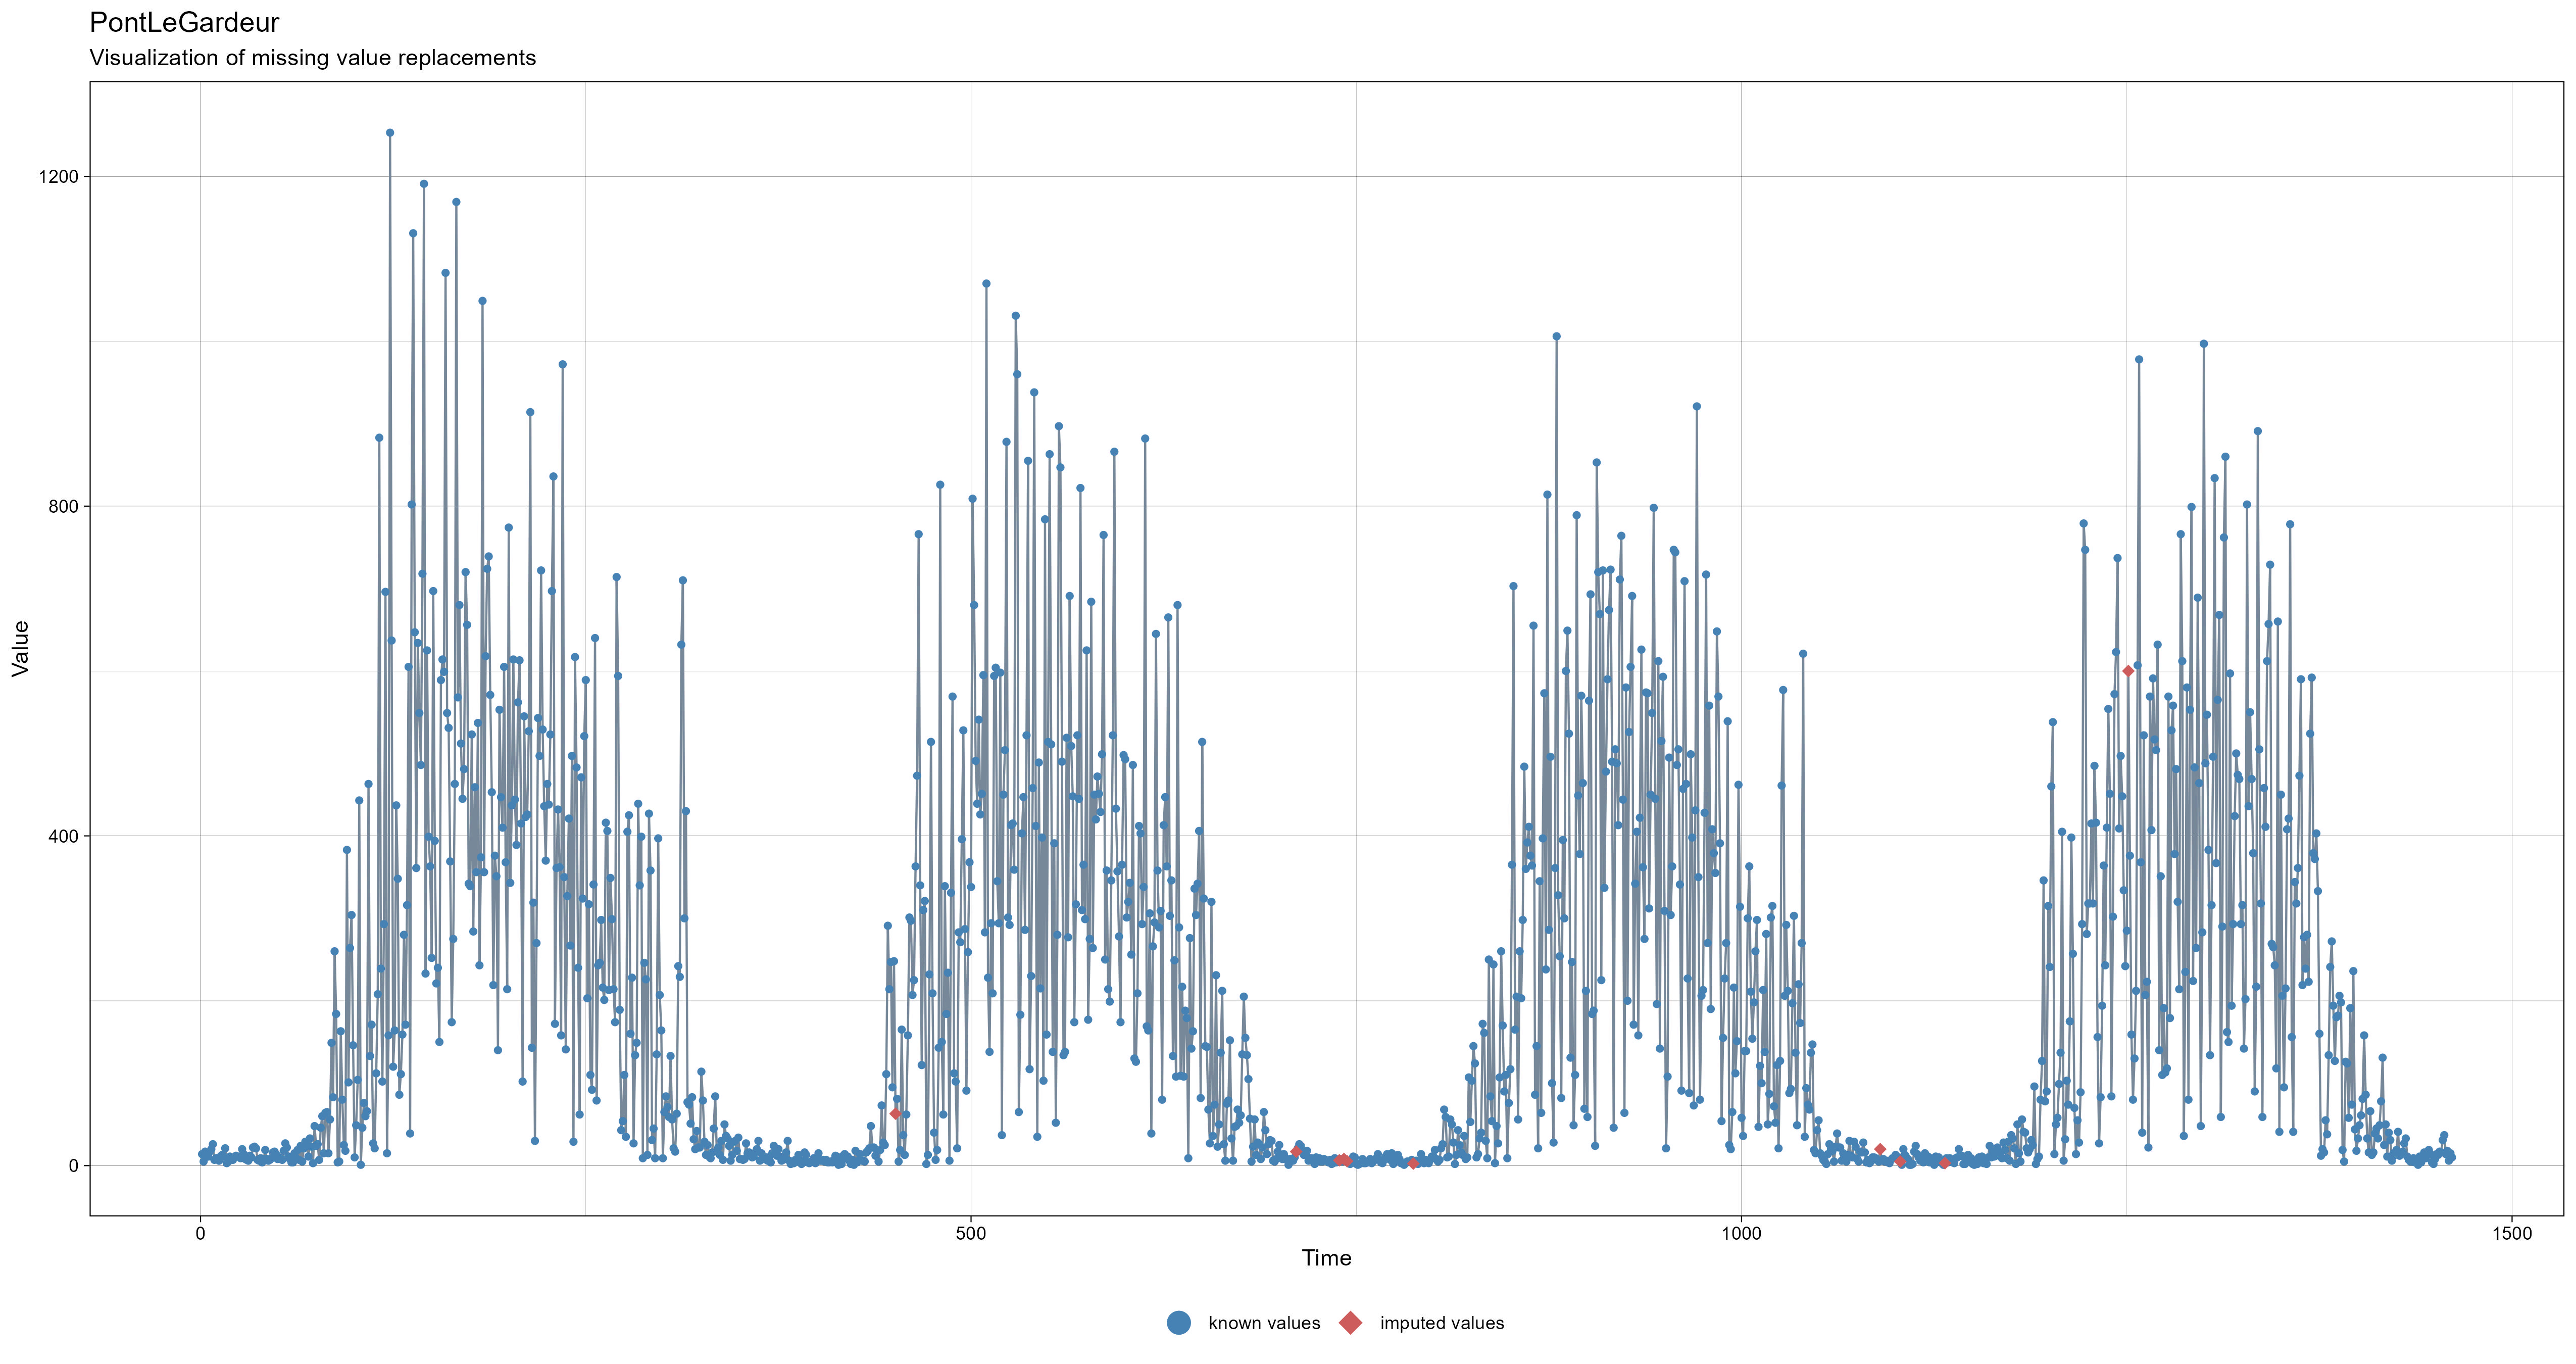 PontLeGardeur
Visualization of missing value replacements
Value
1200
800
400
0
0 500 1000 1500
Time
known values imputed values